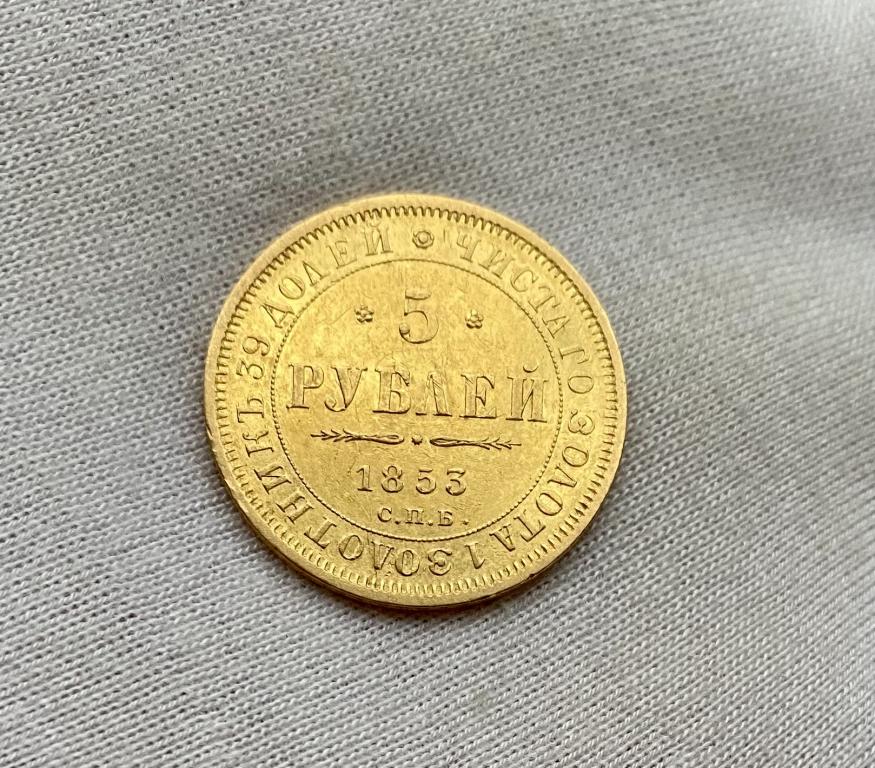 ЧИСТАГО ЗОЛОТА 1 ЗОЛОТНИКЪ 39 ДОЛЕЙ
5
РУБЛЕЙ
1853
С.П.Б.